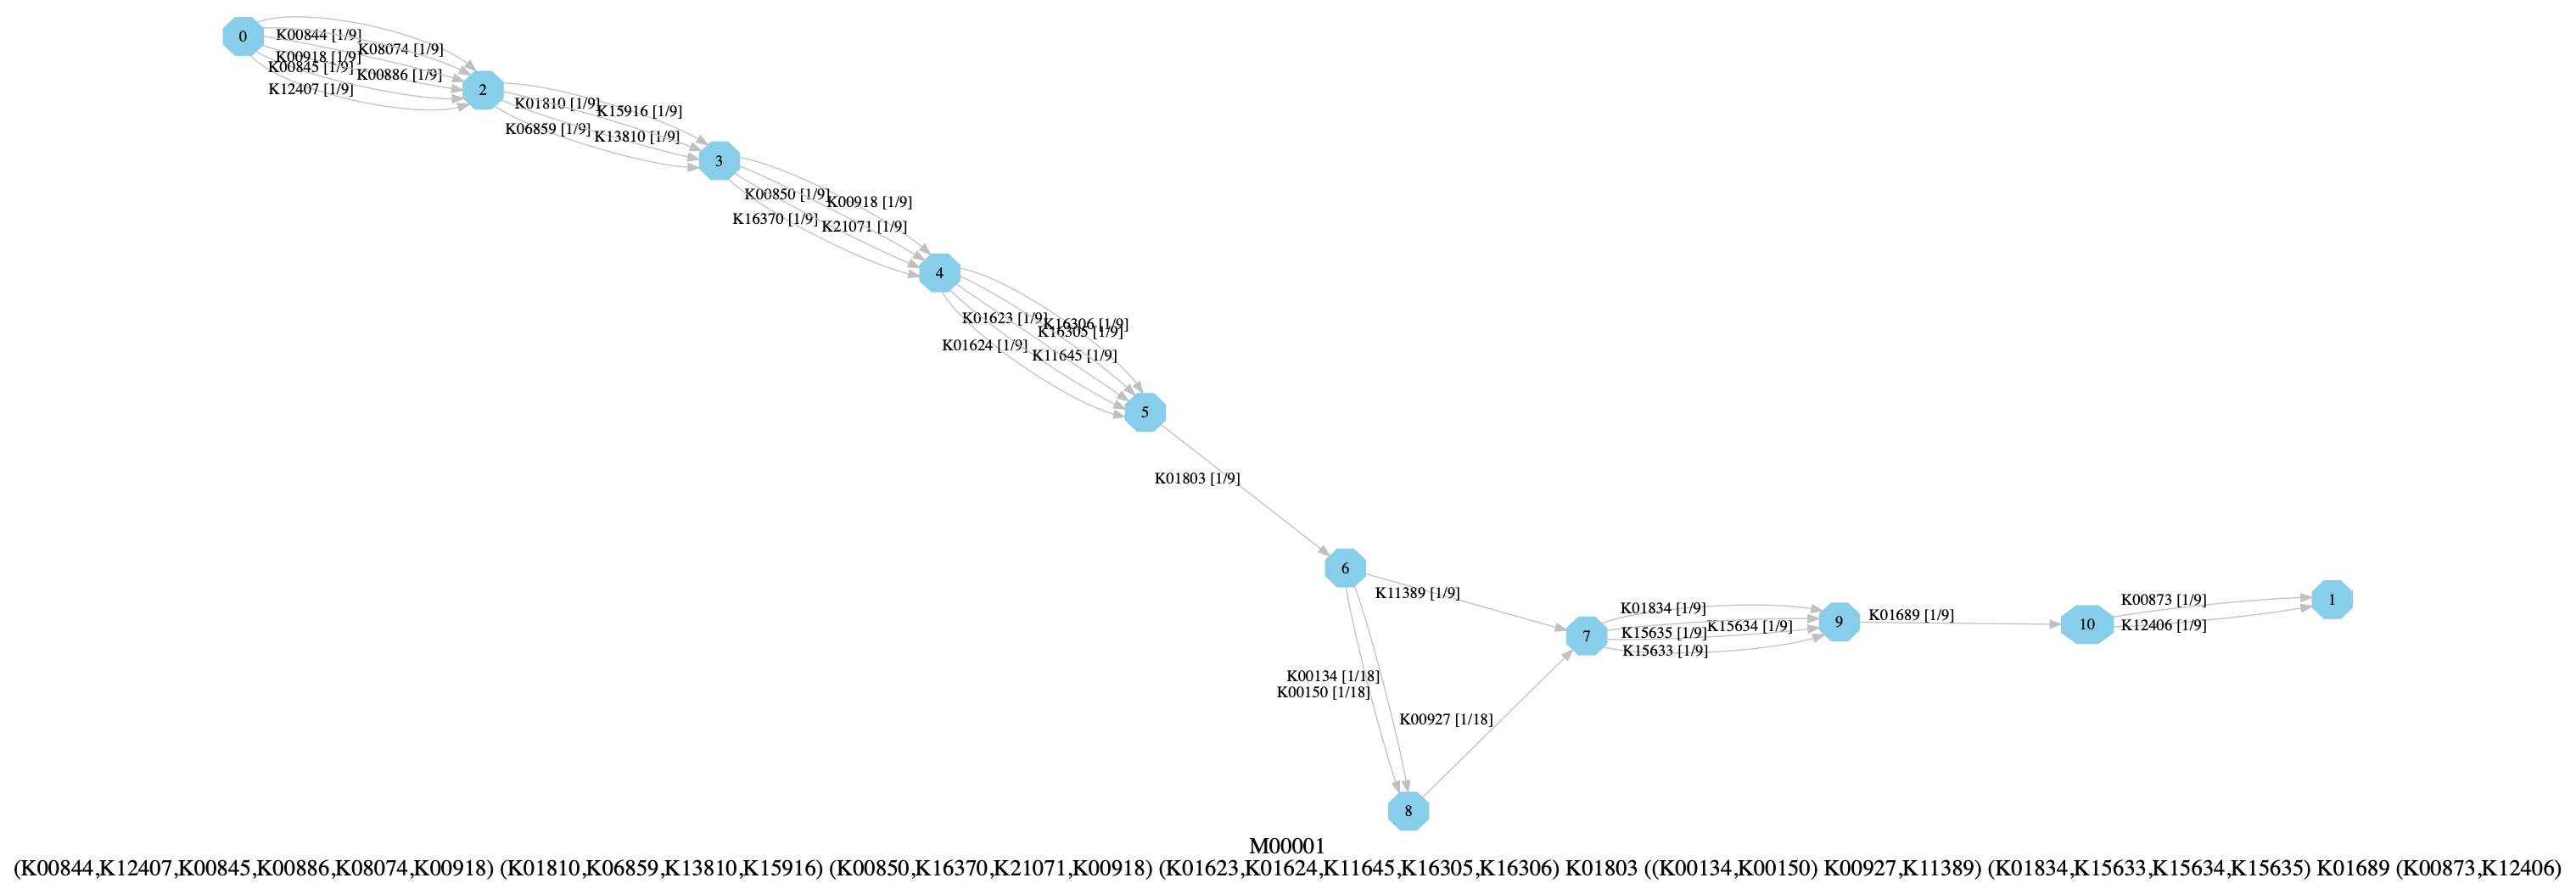 0
K00844 [1/9]
K08074 [1/9]
K00918 [1/9]
K00845 [1/9]
K00886 [1/9]
K12407 [1/9]
2
K01810 [1/9]
K15916 [1/9]
K06859 [1/9]
K13810 [1/9]
3
K00850 [1/9]
K00918 [1/9]
K16370 [1/9]
K21071 [1/9]
4
K01623 [1/9]
K16306 [1/9]
K16305 [1/9]
K01624 [1/9]
K11645 [1/9]
5
K01803 [1/9]
6
K11389 [1/9]
K00134 [1/18]
K00150 [1/18]
K00927 [1/18]
8
7
K01834 [1/9]
K15634 [1/9]
K15635 [1/9]
K15633 [1/9]
9
K01689 [1/9]
10
K00873 [1/9]
K12406 [1/9]
1
M00001
(K00844,K12407,K00845,K00886,K08074,K00918) (K01810,K06859,K13810,K15916) (K00850,K16370,K21071,K00918) (K01623,K01624,K11645,K16305,K16306) K01803 ((K00134,K00150) K00927,K11389) (K01834,K15633,K15634,K15635) K01689 (K00873,K12406)